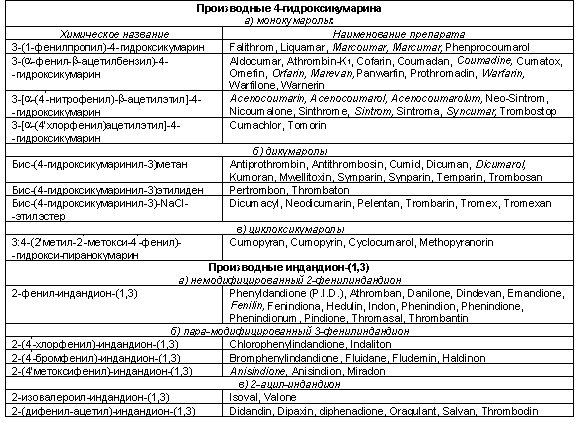 Производные 4-гидроксикумарина
а) монокумаролы:
Химическое название
Наименование препарата
3-(1-фенилпропил)-4-гидроксикумарин
Falithrom, Liquamar, Marcoumar, Marcumar, Phenprocoumarol
3-(α-фенил-β-ацетилбензил)-4-
-гидроксикумарин
Aldocumar, Athrombin-K1, Cofarin, Coumadan, Coumadine, Cumatox,
Omefin, Orfarin, Marevan, Panwarfin, Prothromadin, Warfarin,
Warfilone, Warnerin
3-[α-(4'-нитрофенил)-β-ацетилэтил]-4-
-гидроксикумарин
Acenocoumarin, Acenocoumarol, Acenocoumarolum, Neo-Sintrom,
Nicoumalone, Sinthrome, Sintrom, Sintroma, Syncumar, Trombostop
3-[α-(4'хлорфенил)ацетилэтил]-4-
гидроксикумарин
Cumachlor, Tomorin
б) дикумаролы
Бис-(4-гидроксикумаринил-3)метан
Antiprothrombin, Antithrombosin, Cumid, Dicuman, Dicumarol,
Kumoran, Mwellitoxin, Symparin, Synparin, Temparin, Trombosan
Бис-(4-гидроксикумаринил-3)этилиден
Pertrombon, Thrombaton
Бис-(4-гидроксикумаринил-3)-NaCl-
-этилэстер
Dicumacyl, Neodicumarin, Pelentan, Trombarin, Tromex, Tromexan
в) циклоксикумаролы
3:4-(2'метил-2'-метокси-4'-фенил)-
-гидрокси-пиранокумарин
Cumopyran, Cumopyrin, Cyclocumarol, Methopyranorin
Производные индандион-(1,3)
а) немодифицированный 2-фенилиндандион
2-фенил-индандион-(1,3)
Phenyldandione (P.I.D.), Athromban, Danilone, Dindevan, Emandione,
Fenilin, Fenindiona, Hedulin, Indon, Phenindion, Phenindione,
Phenindionum, Pindione, Thromasal, Thrombantin
б) пара-модифицированный 3-фенилиндандион
2-(4'-хлорфенил)-индандион-(1,3)
Chlorophenylindandione, Indaliton
2-(4'-бромфенил)-индандион-(1,3)
Bromphenylindandione, Fluidane, Fludemin, Haldinon
2-(4'метоксифенил)-индандион-(1,3)
Anisindione, Anisindion, Miradon
в) 2-ацил-индандион
2-изовалероил-индандион-(1,3)
Isoval, Valone
2-(дифенил-ацетил)-индандион-(1,3)
Didandin, Dipaxin, diphenadione, Oragulant, Salvan, Thrombodin